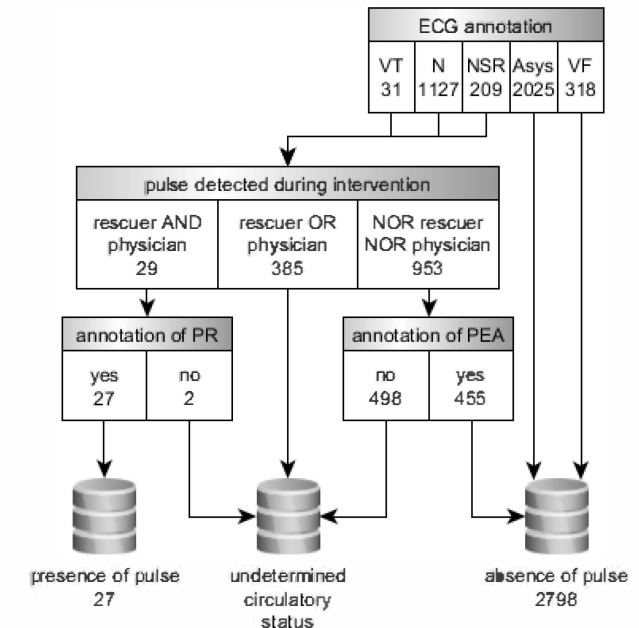 ECG annotation
VT N NSR Asys VF
31 1127 209 2025 318
pulse detected during intervention
rescuer AND physician 29
rescuer OR physician 385
NOR rescuer NOR physician 953
annotation of PR
yes no
27 2
annotation of PEA
no yes
498 455
presence of pulse
27
undetermined
circulatory
status
absence of pulse
2798